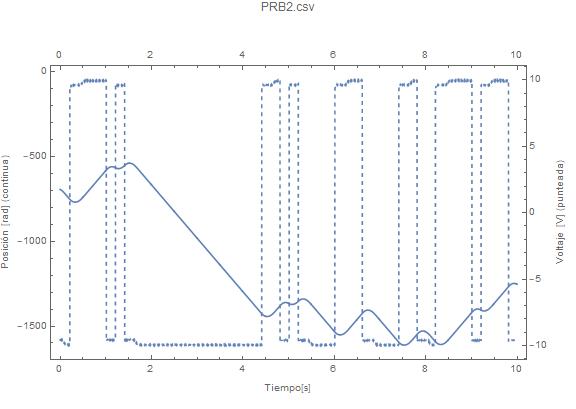 PRB2.csv
0 2 4 6 8 10
0
-500
-1000
-1500
10
5
0
-5
-10
Posición [rad] (continua)
Voltaje [V] (punteada)
0 2 4 6 8 10
Tiempo[s]